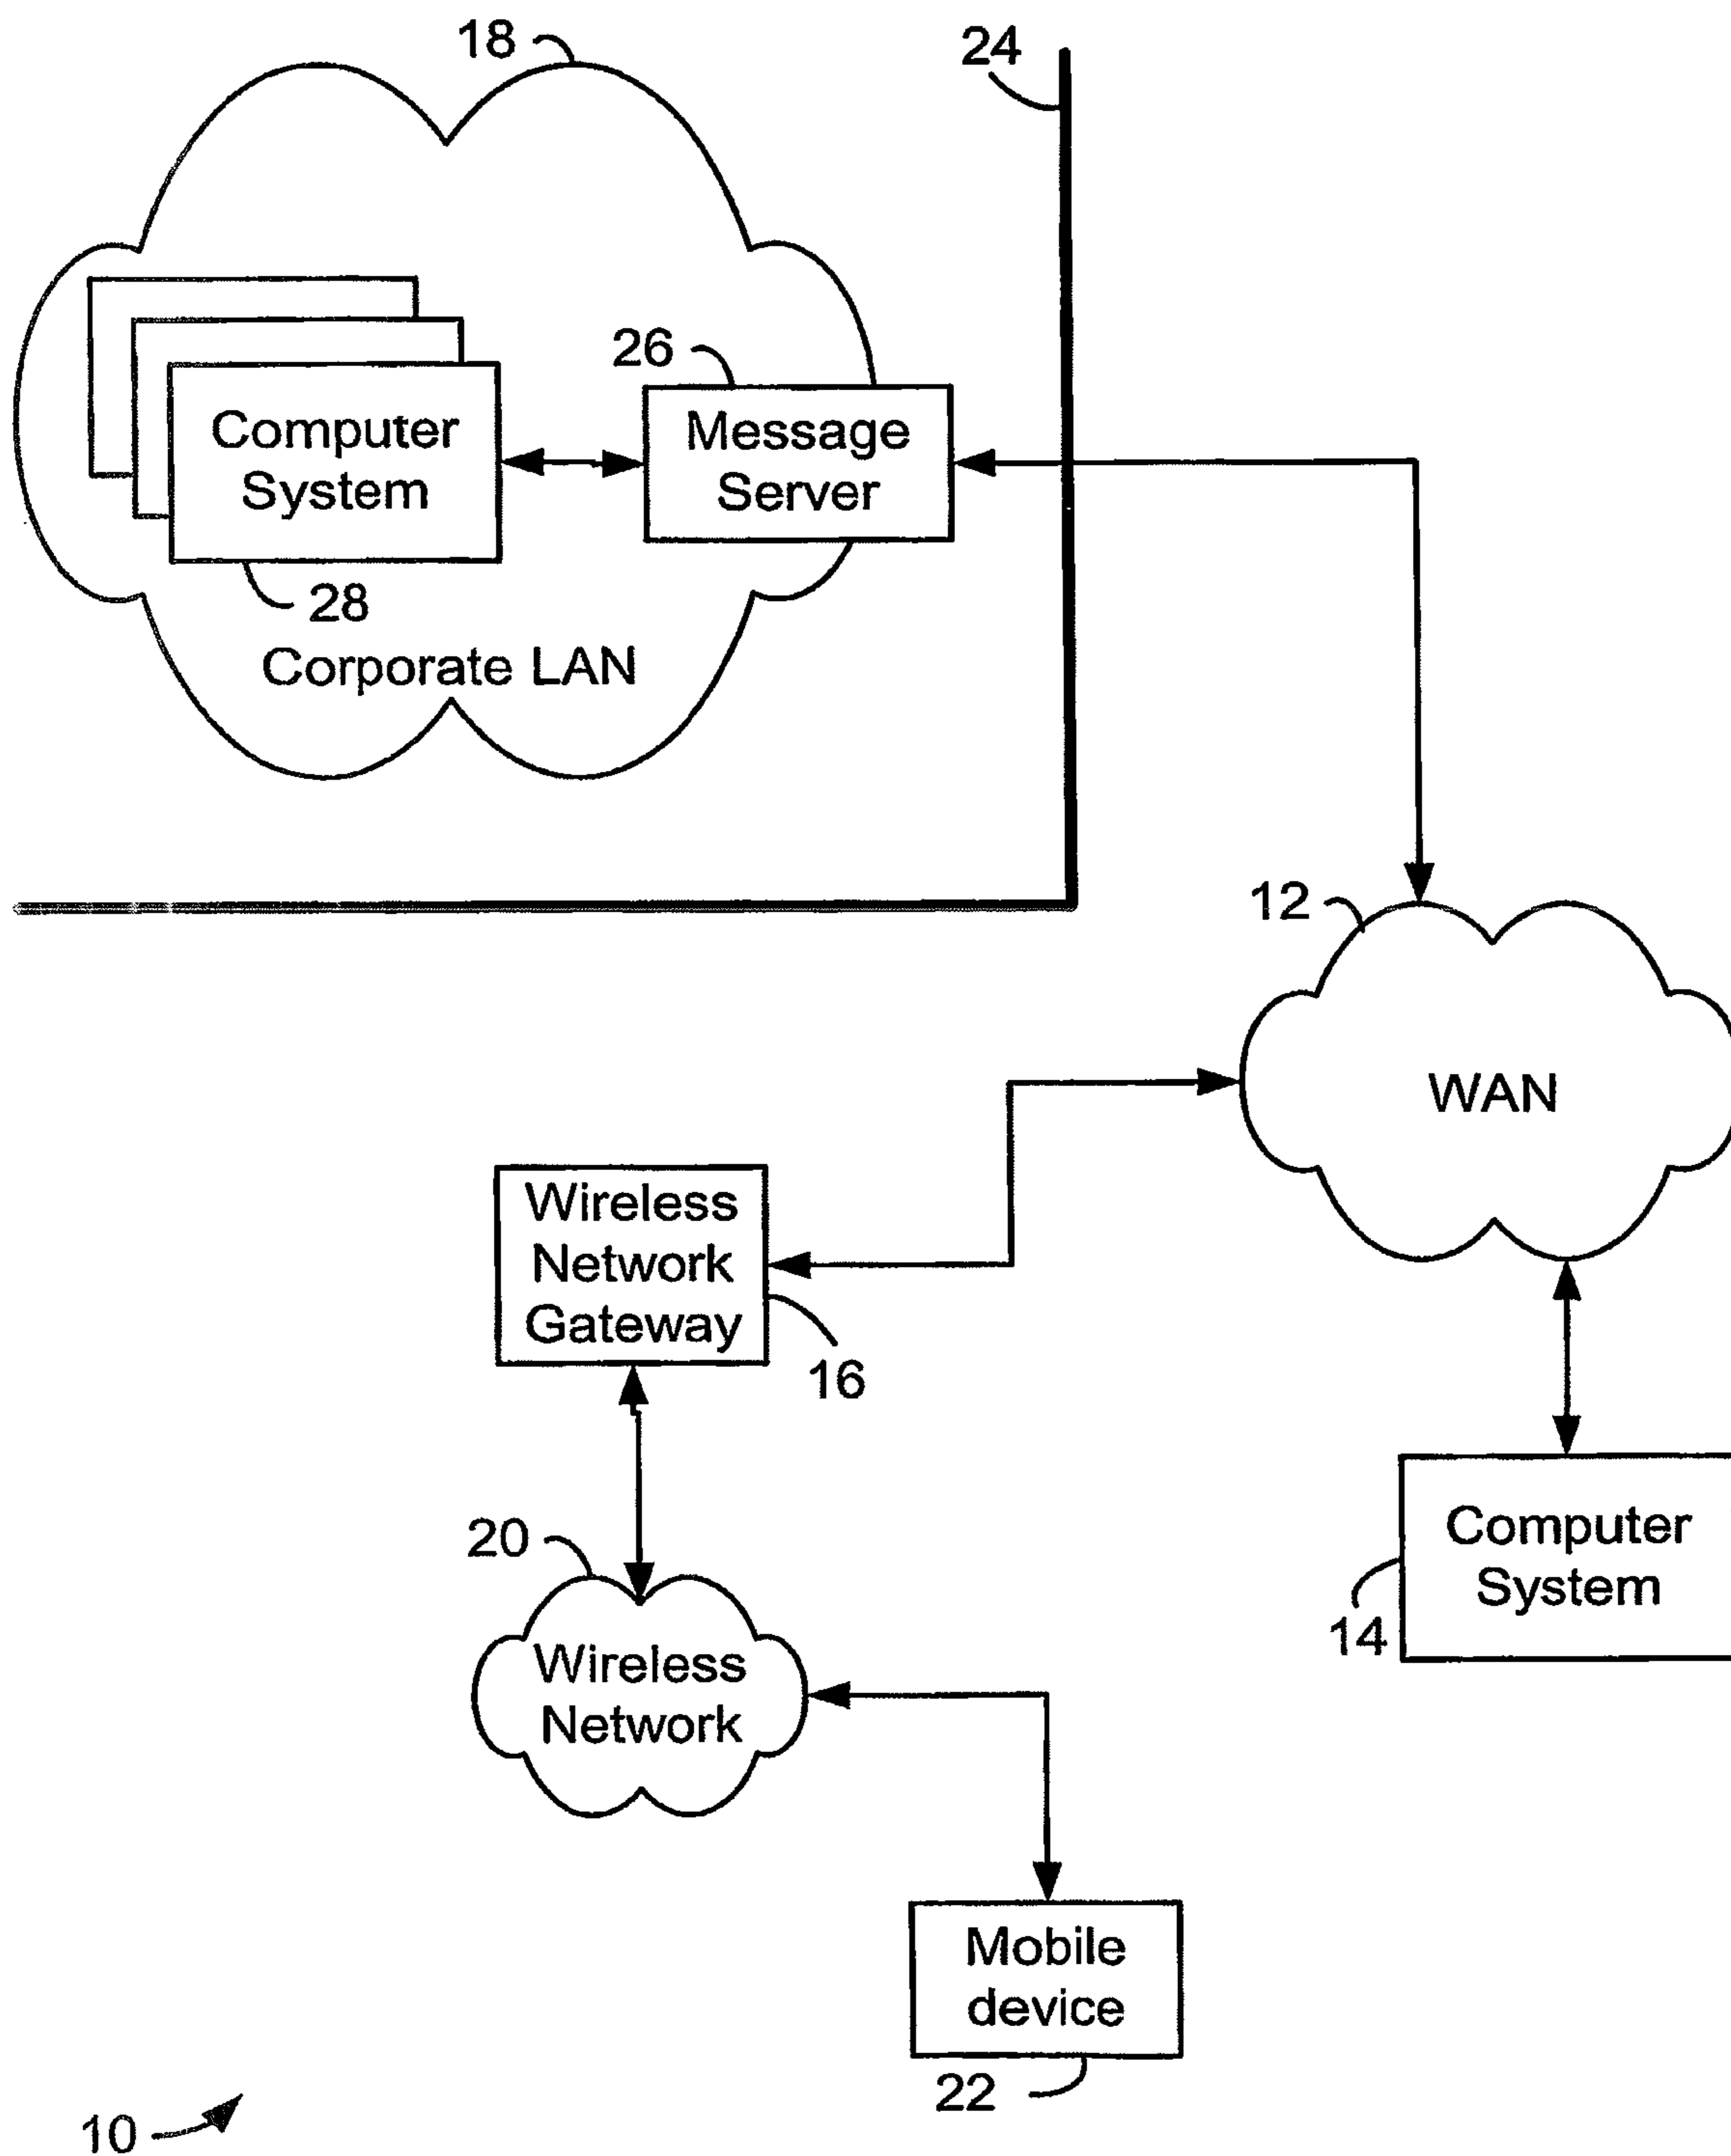 18
24
26
Computer
System
Message
Server
28
Corporate LAN
12
WAN
Wireless
Network
Gateway
16
20
Wireless
Network
Computer
System
14
Mobile
device
22
10